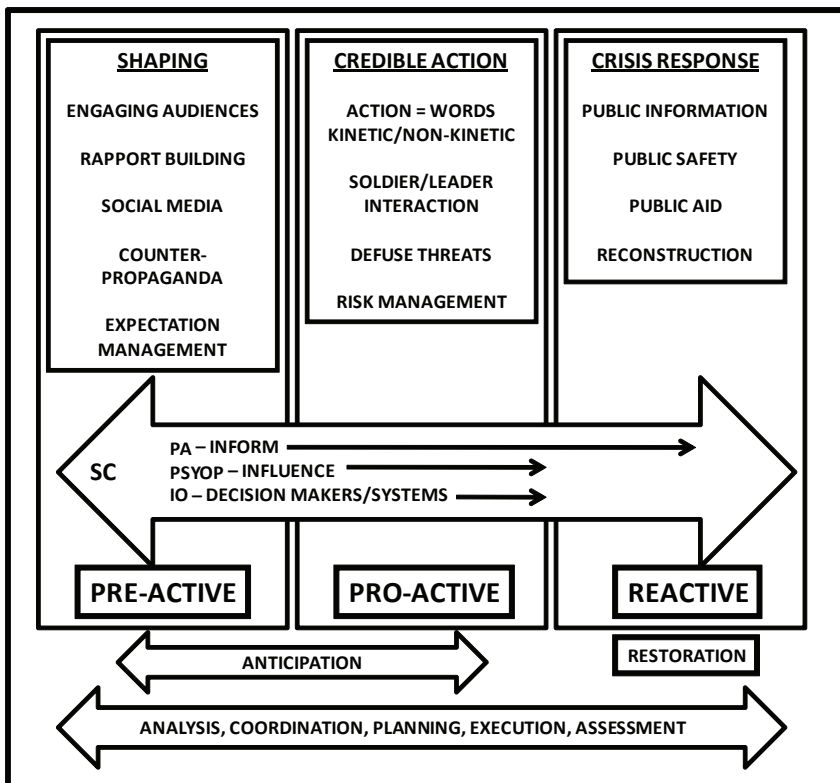 SHAPING
ENGAGING AUDIENCES
RAPPORT BUILDING
SOCIAL MEDIA
COUNTER-
PROPAGANDA
EXPECTATION
MANAGEMENT
CREDIBLE ACTION
ACTION = WORDS
KINETIC/NON-KINETIC
SOLDIER/LEADER
INTERACTION
DEFUSE THREATS
RISK MANAGEMENT
CRISIS RESPONSE
PUBLIC INFORMATION
PUBLIC SAFETY
PUBLIC AID
RECONSTRUCTION
SC
PA – INFORM
PSYOP – INFLUENCE
IO – DECISION MAKERS/SYSTEMS
PRE-ACTIVE
PRO-ACTIVE
REACTIVE
ANTICIPATION
RESTORATION
ANALYSIS, COORDINATION, PLANNING, EXECUTION, ASSESSMENT